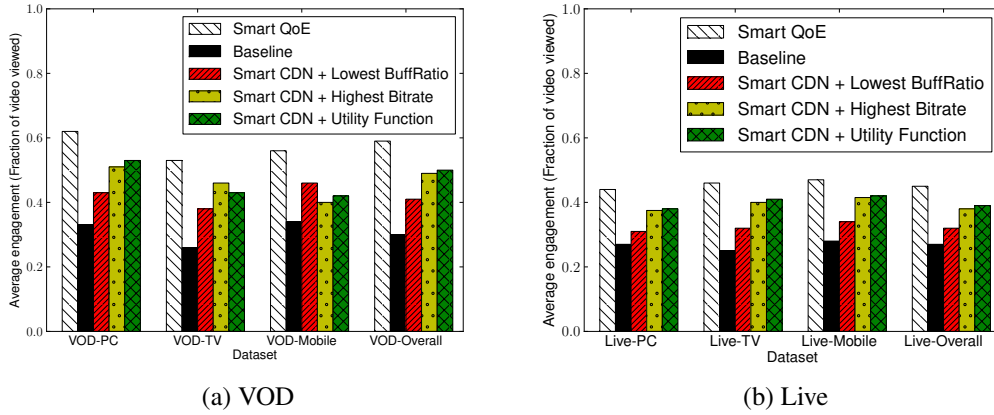 Average engagement (Fraction of video viewed)
1.0
0.8
0.6
0.4
0.2
0.0
Smart QoE
Baseline
Smart CDN + Lowest BuffRatio
Smart CDN + Highest Bitrate
Smart CDN + Utility Function
VOD-PC VOD-TV VOD-Mobile VOD-Overall
Dataset
(a) VOD
Average engagement (Fraction of video viewed)
1.0
0.8
0.6
0.4
0.2
0.0
Smart QoE
Baseline
Smart CDN + Lowest BuffRatio
Smart CDN + Highest Bitrate
Smart CDN + Utility Function
Live-PC Live-TV Live-Mobile Live-Overall
Dataset
(b) Live